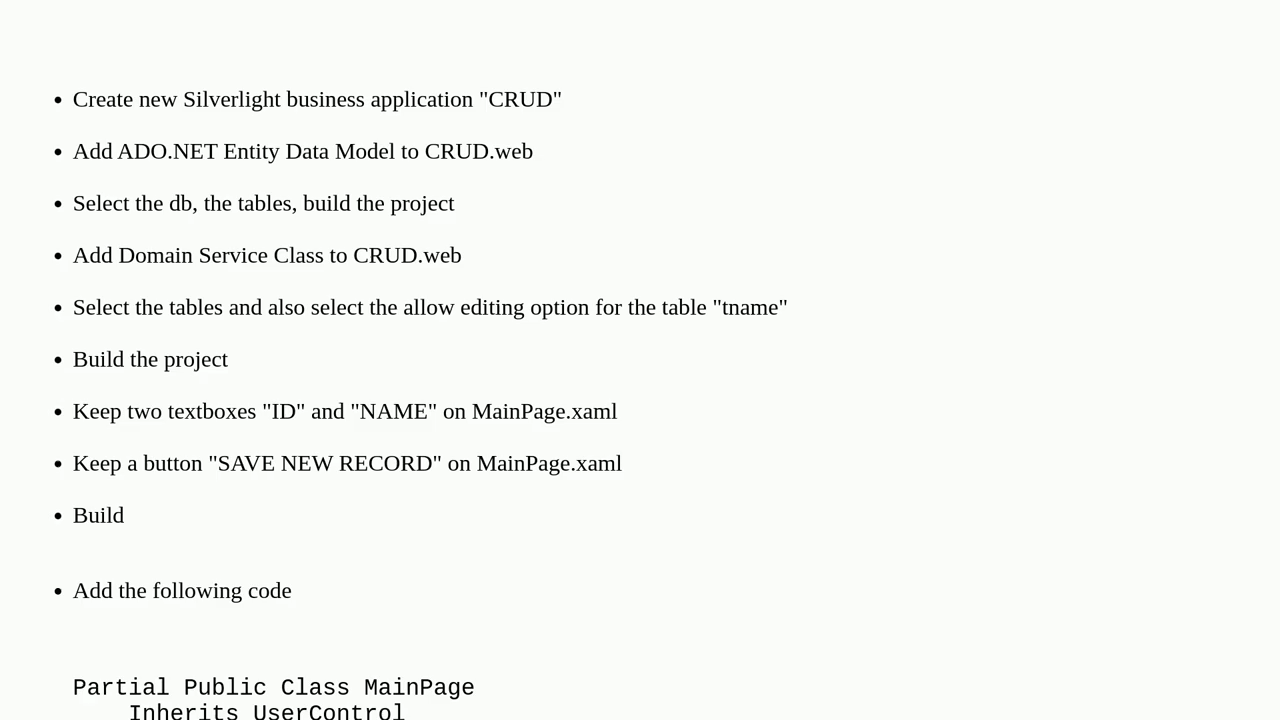 • Create new Silverlight business application "CRUD"
• Add ADO.NET Entity Data Model to CRUD.web
• Select the db, the tables, build the project
• Add Domain Service Class to CRUD.web
• Select the tables and also select the allow editing option for the table "tname"
• Build the project
• Keep two textboxes "ID" and "NAME" on MainPage.xaml
• Keep a button "SAVE NEW RECORD" on MainPage.xaml
• Build
• Add the following code
Partial Public Class MainPage
    Inherits UserControl